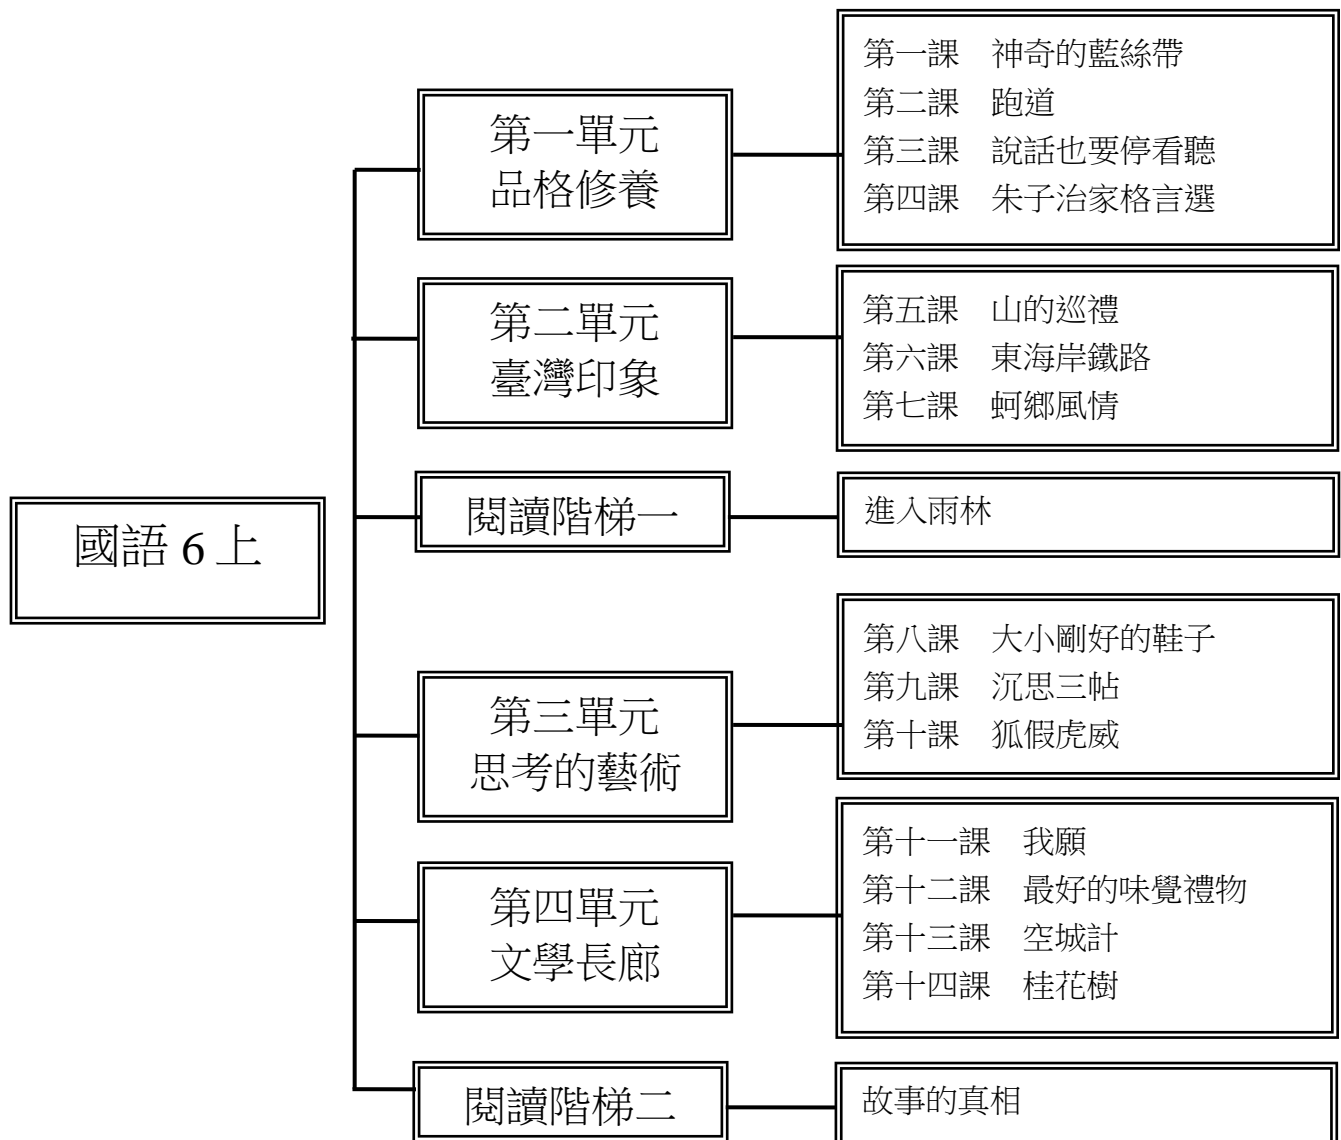 國語 6 上
第一單元
品格修養
第一課　神奇的藍絲帶
第二課　跑道
第三課　說話也要停看聽
第四課　朱子治家格言選
第二單元
臺灣印象
第五課　山的巡禮
第六課　東海岸鐵路
第七課　蚵鄉風情
閱讀階梯一
進入雨林
第三單元
思考的藝術
第八課　大小剛好的鞋子
第九課　沉思三帖
第十課　狐假虎威
第四單元
文學長廊
第十一課　我願
第十二課　最好的味覺禮物
第十三課　空城計
第十四課　桂花樹
閱讀階梯二
故事的真相